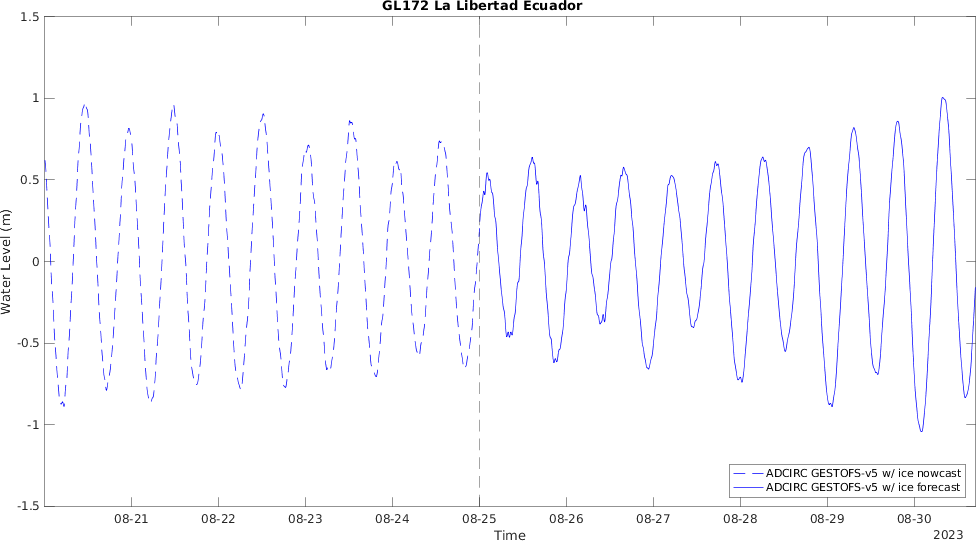 GL172 La Libertad Ecuador
1.5
1
0.5
0
-0.5
-1
-1.5
Water Level (m)
08-21 08-22 08-23 08-24 08-25 08-26 08-27 08-28 08-29 08-30
Time
2023
ADCIRC GESTOFS-v5 w/ ice nowcast
ADCIRC GESTOFS-v5 w/ ice forecast